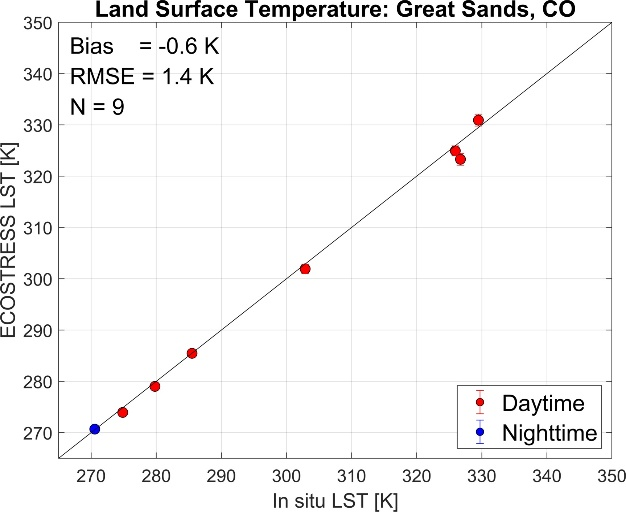 Land Surface Temperature: Great Sands, CO
Bias = -0.6 K
RMSE = 1.4 K
N = 9
ECOSTRESS LST [K]
350
340
330
320
310
300
290
280
270
Daytime
Nighttime
270 280 290 300 310 320 330 340 350
In situ LST [K]